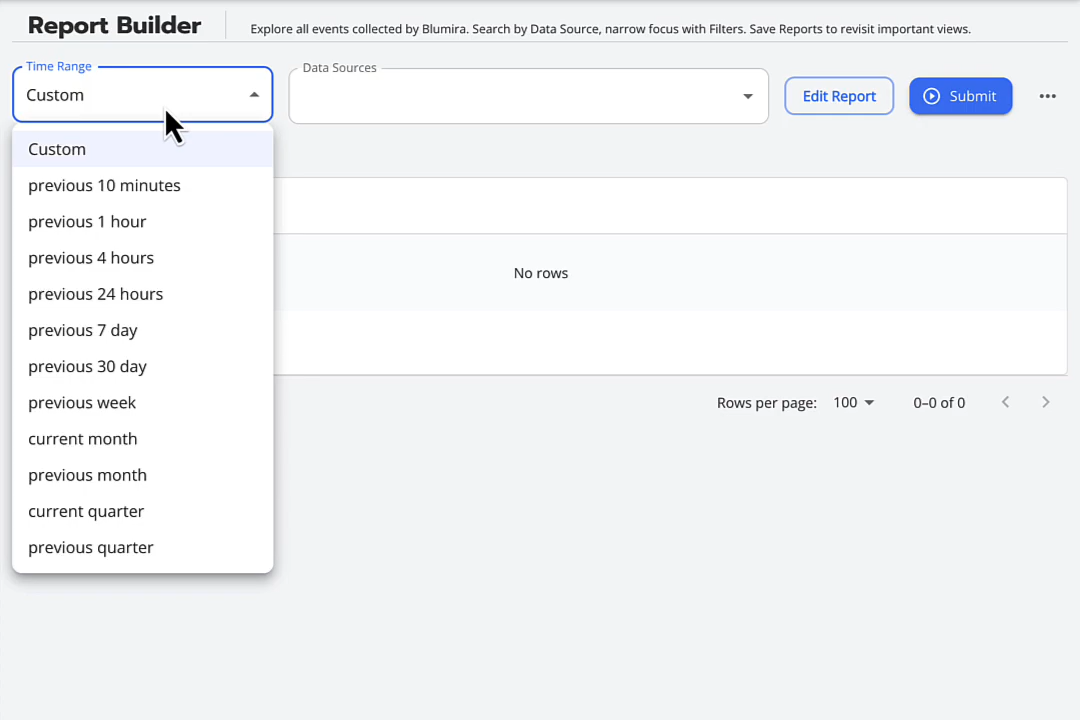 Report Builder
Explore all events collected by Blumira. Search by Data Source, narrow focus with Filters. Save Reports to revisit important views.
Time Range
Custom
Data Sources
Edit Report
Submit
Custom
previous 10 minutes
previous 1 hour
previous 4 hours
previous 24 hours
previous 7 day
previous 30 day
previous week
current month
previous month
current quarter
previous quarter
No rows
Rows per page: 100 0–0 of 0